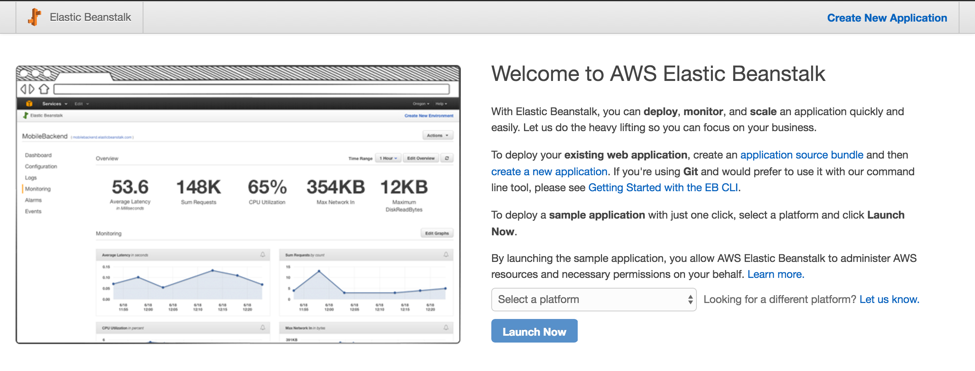 Elastic Beanstalk
Create New Application
Services Edit
Oregon Help
Elastic Beanstalk
Create New Environment
MobileBackend
Actions
Dashboard
Configuration
Logs
Monitoring
Alarms
Events
Overview
Time Range 1 Hour Edit Overview
53.6 148K 65% 354KB 12KB
Average Latency Sum Requests CPU Utilization Max Network In Maximum
in Milliseconds
DiskReadBytes
Monitoring
Edit Graphs
Average Latency in seconds
Sum Requests by count
CPU Utilization in percent
Max Network In in bytes
Welcome to AWS Elastic Beanstalk
With Elastic Beanstalk, you can deploy, monitor, and scale an application quickly and
easily. Let us do the heavy lifting so you can focus on your business.
To deploy your existing web application, create an application source bundle and then
create a new application. If you're using Git and would prefer to use it with our command
line tool, please see Getting Started with the EB CLI.
To deploy a sample application with just one click, select a platform and click Launch
Now.
By launching the sample application, you allow AWS Elastic Beanstalk to administer AWS
resources and necessary permissions on your behalf. Learn more.
Select a platform
Looking for a different platform? Let us know.
Launch Now